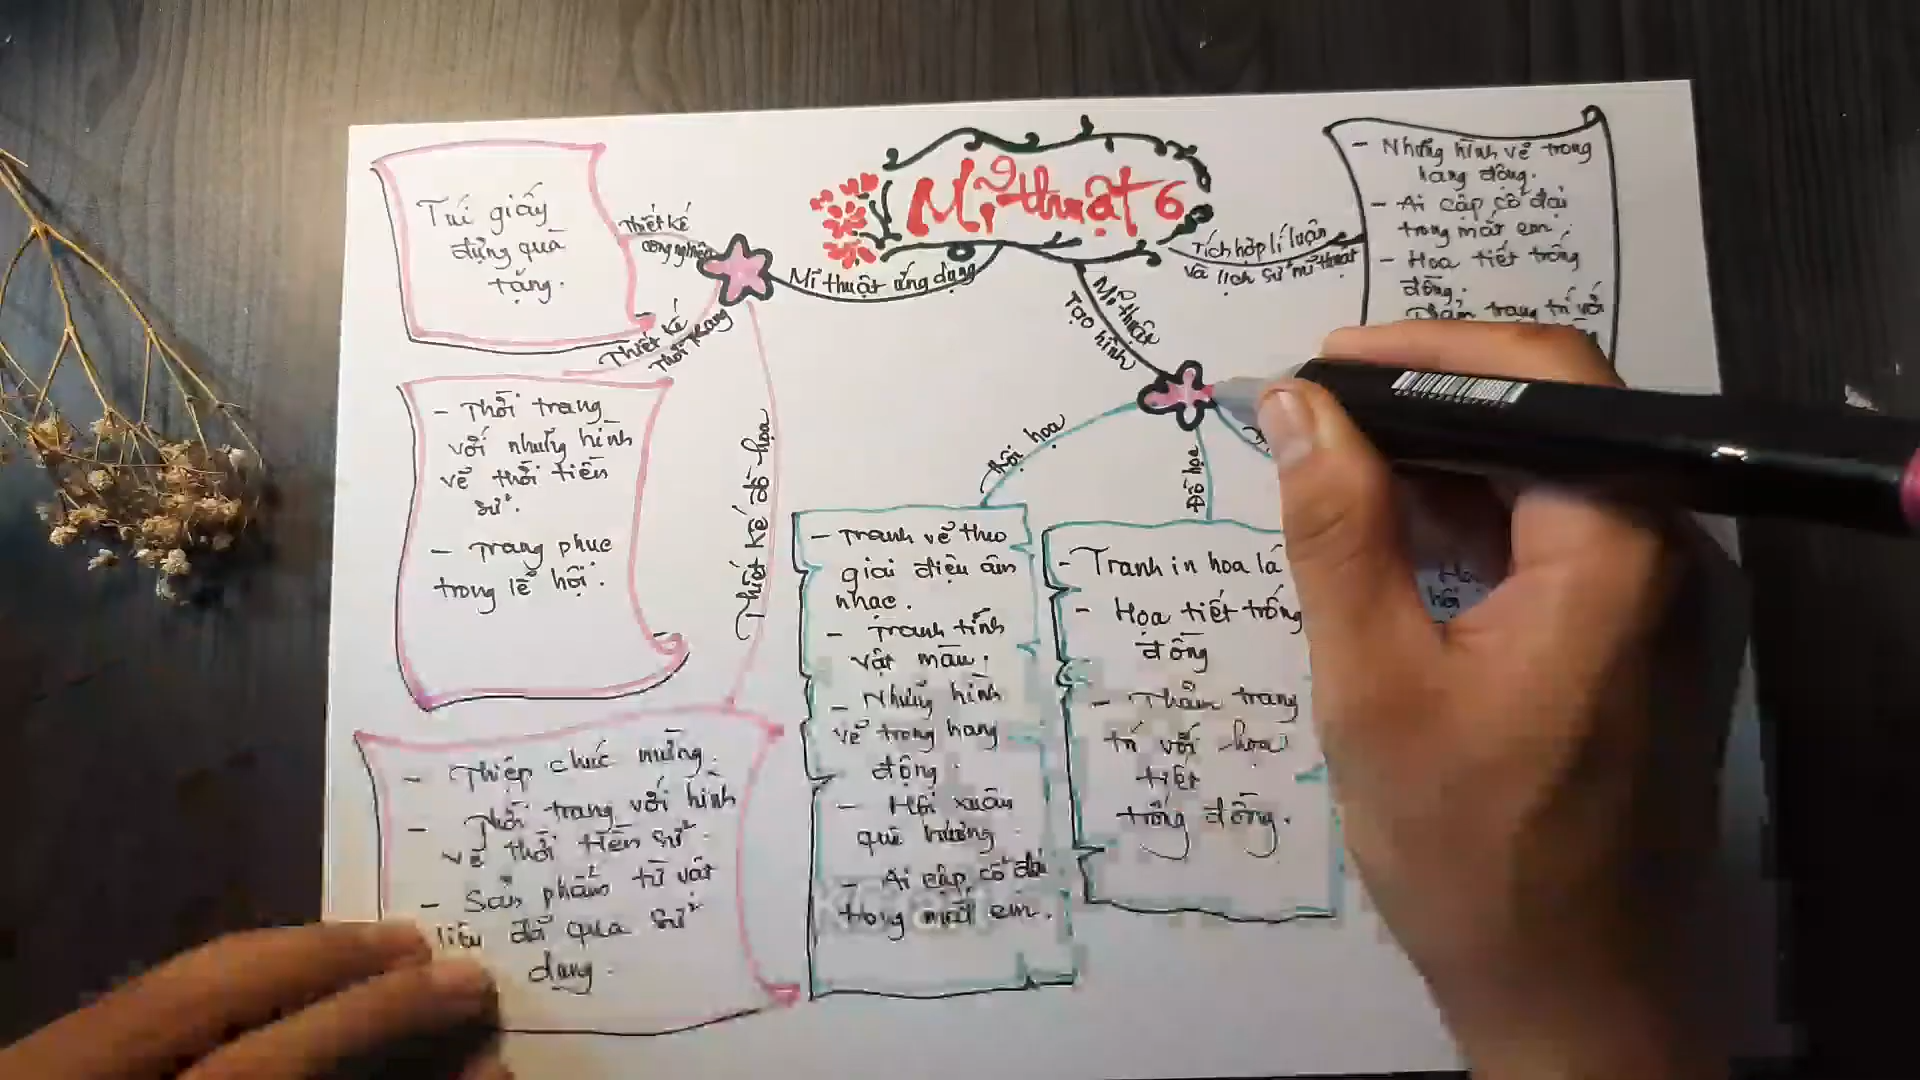 Mĩ thuật 6
Mĩ thuật ứng dụng
Thiết kế
công nghiệp
Túi giấy
đựng quà
tặng.
Thiết kế
Thời trang
- Thời trang
với những hình
vẽ thời tiền
sử.
- Trang phục
trong lễ hội.
Thiết kế đồ họa
- Thiệp chúc mừng.
- Thời trang với hình
vẽ thời tiền sử.
- Sản phẩm từ vật
liệu đã qua sử
dụng.
Mĩ thuật
Tạo hình
Hội họa
- Tranh vẽ theo
giai điệu âm
nhạc.
- Tranh tĩnh
vật màu.
- Những hình
vẽ trong hang
động.
- Hội xuân
quê hương
- Ai cập cổ đại
trong mắt em.
Đồ họa
- Tranh in hoa lá
- Họa tiết trống
đồng
- Thảm trang
trí với họa
tiết
trống đồng.
Tích hợp lí luận
và lịch sử mĩ thuật
- Những hình vẽ trong
hang động.
- Ai cập cổ đại
trong mắt em.
- Họa tiết trống
đồng.
Thảm trang trí với